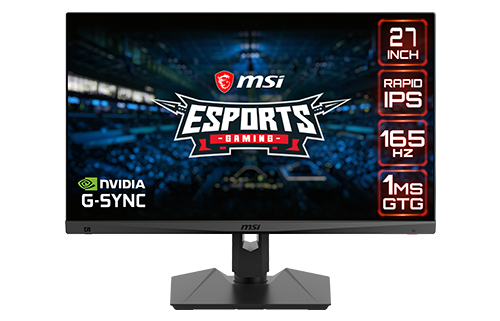 msi
ESPORTS
GAMING
NVIDIA
G-SYNC
27
INCH
RAPID
IPS
165
HZ
1MS
GTG
msi